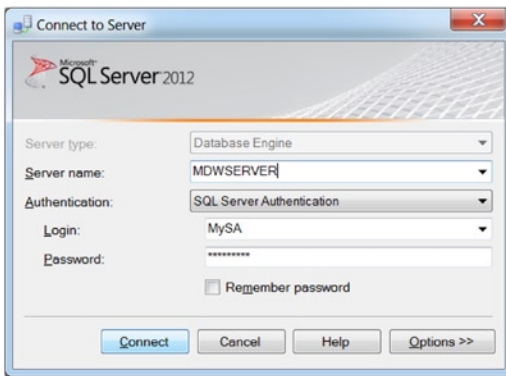 Connect to Server
Microsoft
SQL Server 2012
Server type: Database Engine
Server name: MDWSERVER
Authentication: SQL Server Authentication
Login: MySA
Password: *********
Remember password
Connect Cancel Help Options >>